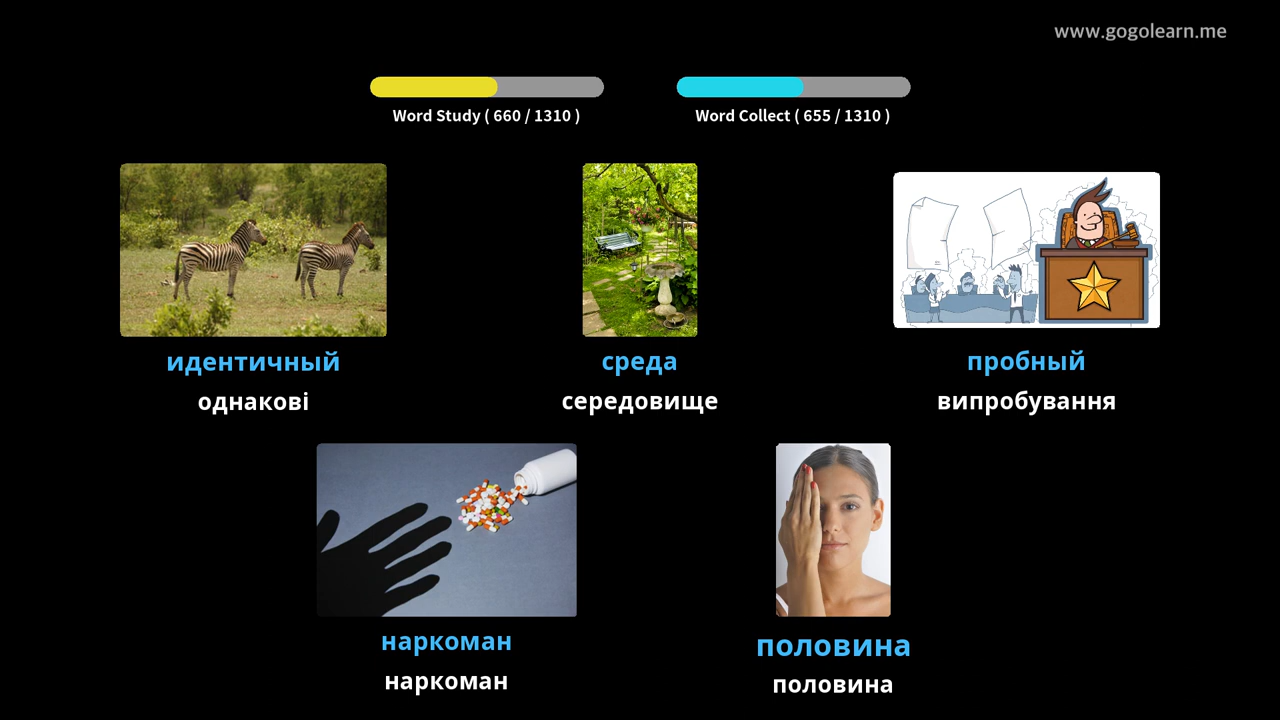 www.gogolearn.me
Word Study ( 660 / 1310 )
Word Collect ( 655 / 1310 )
идентичный
однакові
среда
середовище
пробный
випробування
наркоман
наркоман
половина
половина